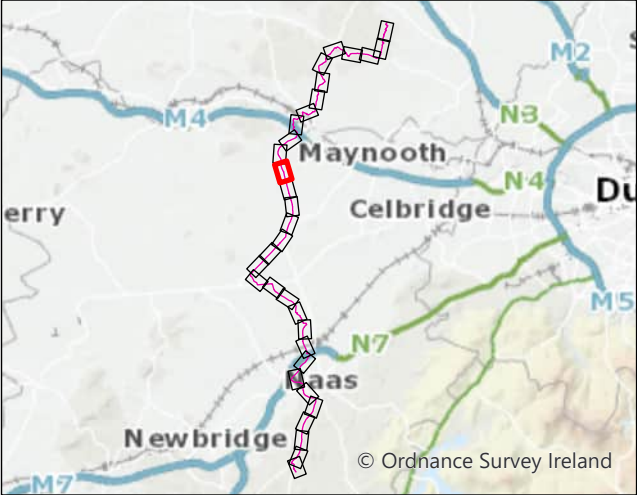 M2
S
N3
M4
Maynooth
N4
Du
erry
Celbridge
M5
N7
Naas
Newbridge
© Ordnance Survey Ireland
M7